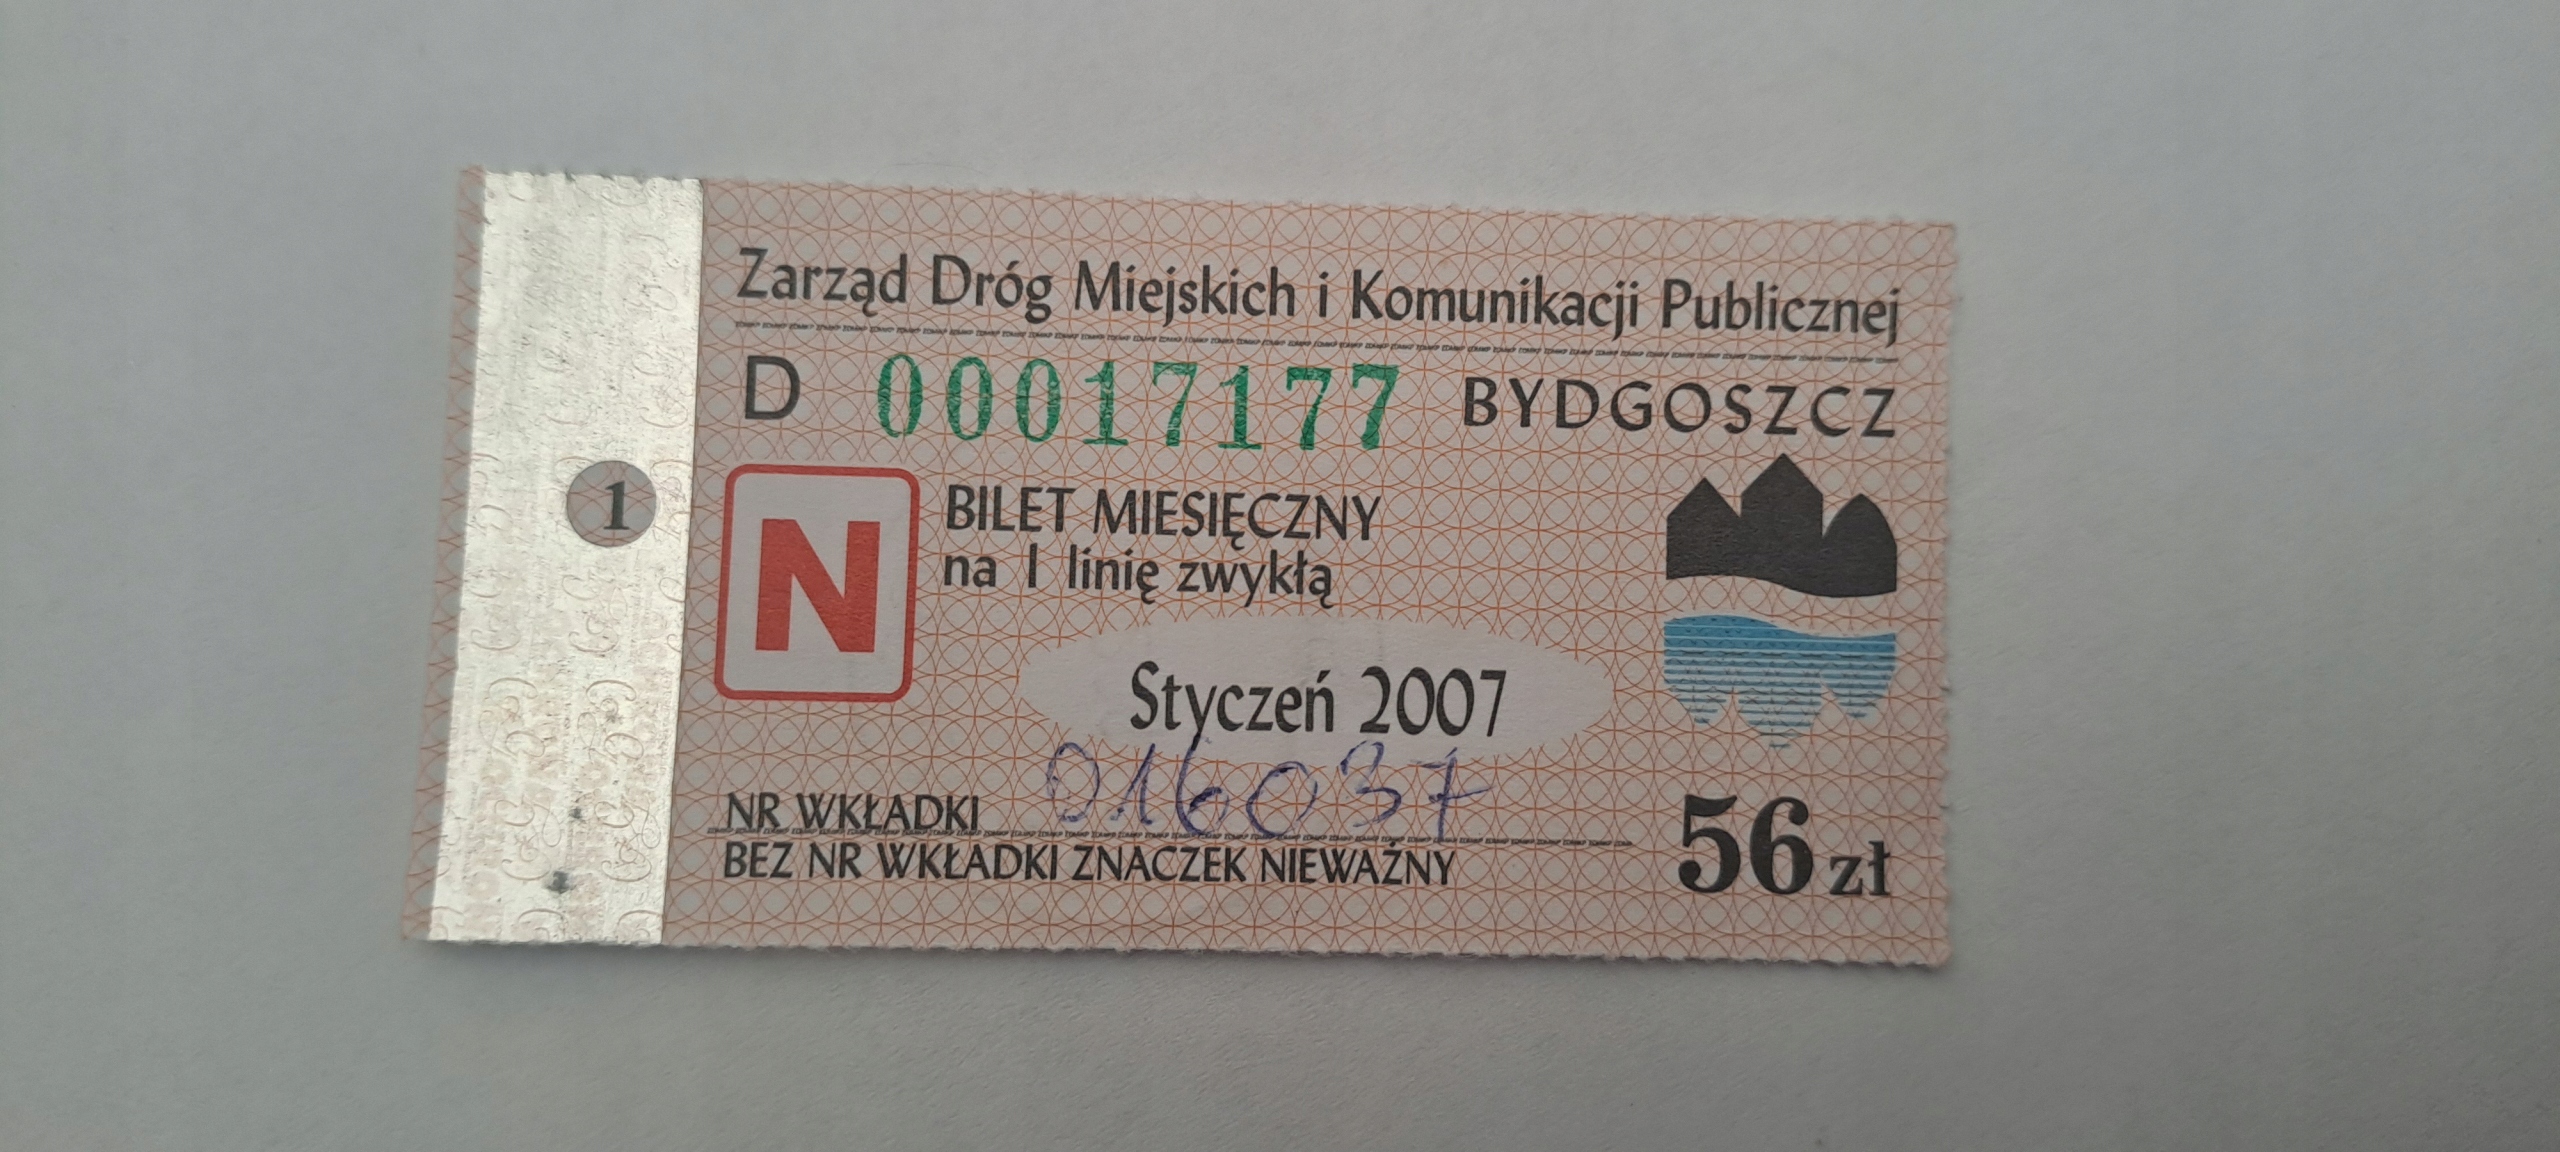 Zarząd Dróg Miejskich i Komunikacji Publicznej
D 00017177 BYDGOSZCZ
1
N
BILET MIESIĘCZNY
na 1 linię zwykłą
Styczeń 2007
NR WKŁADKI 016037
BEZ NR WKŁADKI ZNACZEK NIEWAŻNY
56 zł